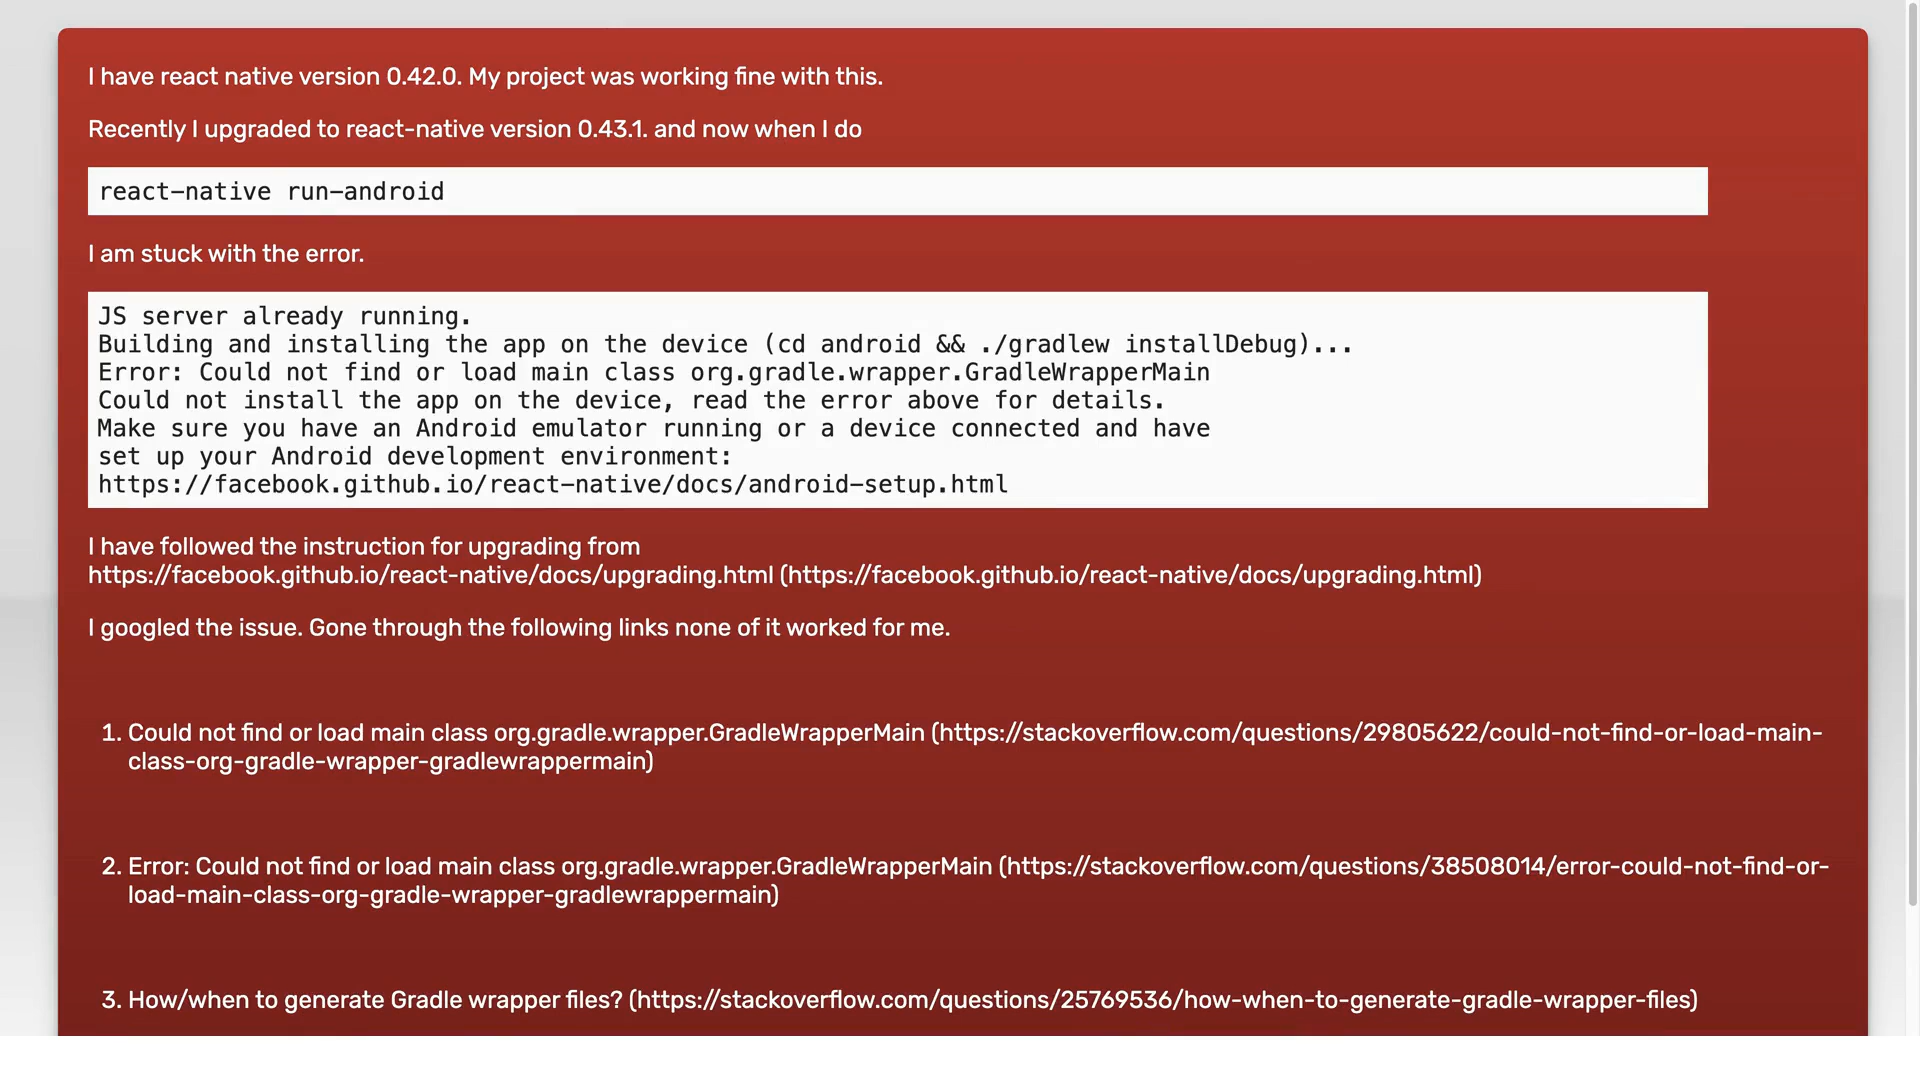 I have react native version 0.42.0. My project was working fine with this.
Recently I upgraded to react-native version 0.43.1. and now when I do
react-native run-android
I am stuck with the error.
JS server already running.
Building and installing the app on the device (cd android && ./gradlew installDebug)...
Error: Could not find or load main class org.gradle.wrapper.GradleWrapperMain
Could not install the app on the device, read the error above for details.
Make sure you have an Android emulator running or a device connected and have
set up your Android development environment:
https://facebook.github.io/react-native/docs/android-setup.html
I have followed the instruction for upgrading from
https://facebook.github.io/react-native/docs/upgrading.html (https://facebook.github.io/react-native/docs/upgrading.html)
I googled the issue. Gone through the following links none of it worked for me.
1. Could not find or load main class org.gradle.wrapper.GradleWrapperMain (https://stackoverflow.com/questions/29805622/could-not-find-or-load-main-
class-org-gradle-wrapper-gradlewrappermain)
2. Error: Could not find or load main class org.gradle.wrapper.GradleWrapperMain (https://stackoverflow.com/questions/38508014/error-could-not-find-or-
load-main-class-org-gradle-wrapper-gradlewrappermain)
3. How/when to generate Gradle wrapper files? (https://stackoverflow.com/questions/25769536/how-when-to-generate-gradle-wrapper-files)